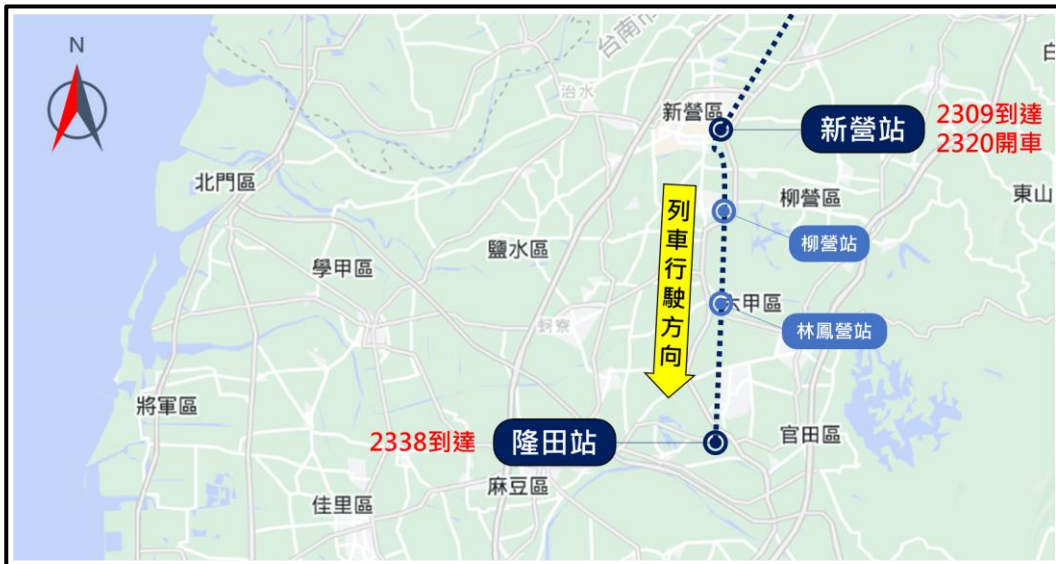 N
台南市
白
治水
新營區
新營站
2309到達
2320開車
北門區
柳營區
東山
列車行駛方向
柳營站
鹽水區
學甲區
六甲區
蚵寮
林鳳營站
將軍區
2338到達
隆田站
官田區
麻豆區
佳里區